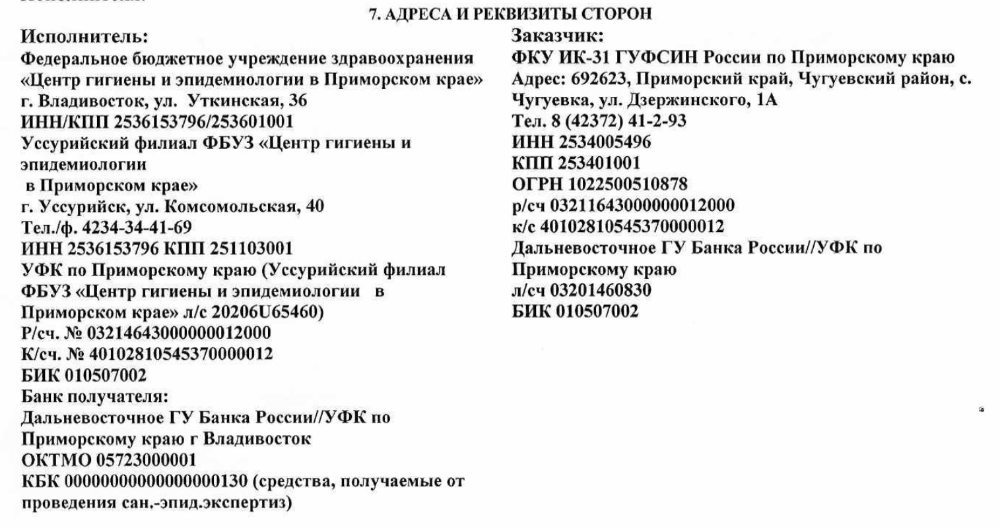 7. АДРЕСА И РЕКВИЗИТЫ СТОРОН
Исполнитель:
Федеральное бюджетное учреждение здравоохранения
«Центр гигиены и эпидемиологии в Приморском крае»
г. Владивосток, ул. Уткинская, 36
ИНН/КПП 2536153796/253601001
Уссурийский филиал ФБУЗ «Центр гигиены и
эпидемиологии
в Приморском крае»
г. Уссурийск, ул. Комсомольская, 40
Тел./ф. 4234-34-41-69
ИНН 2536153796 КПП 251103001
УФК по Приморскому краю (Уссурийский филиал
ФБУЗ «Центр гигиены и эпидемиологии в
Приморском крае» л/с 20206U65460)
Р/сч. № 03214643000000012000
К/сч. № 40102810545370000012
БИК 010507002
Банк получателя:
Дальневосточное ГУ Банка России//УФК по
Приморскому краю г Владивосток
ОКТМО 05723000001
КБК 00000000000000000130 (средства, получаемые от
проведения сан.-эпид.экспертиз)
Заказчик:
ФКУ ИК-31 ГУФСИН России по Приморскому краю
Адрес: 692623, Приморский край, Чугуевский район, с.
Чугуевка, ул. Дзержинского, 1А
Тел. 8 (42372) 41-2-93
ИНН 2534005496
КПП 253401001
ОГРН 1022500510878
р/сч 03211643000000012000
к/с 40102810545370000012
Дальневосточное ГУ Банка России//УФК по
Приморскому краю
л/сч 03201460830
БИК 010507002